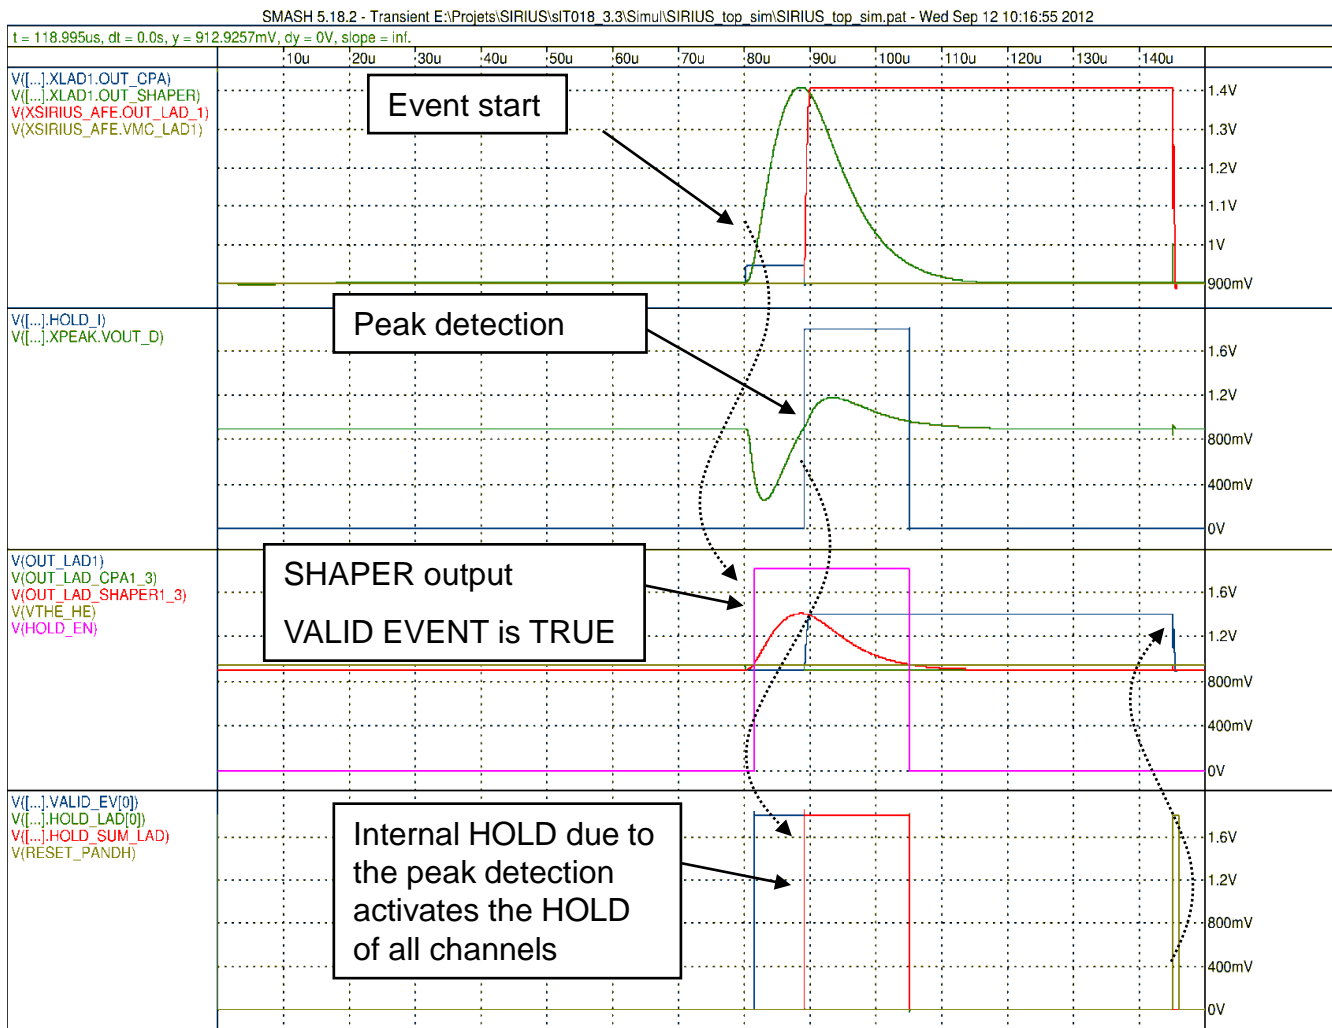 SMASH 5.18.2 - Transient E:\Projets\SIRIUS\sIT018_3.3\Simul\SIRIUS_top_sim\SIRIUS_top_sim.pat - Wed Sep 12 10:16:55 2012
t = 118.995us, dt = 0.0s, y = 912.9257mV, dy = 0V, slope = inf.
10u 20u 30u 40u 50u 60u 70u 80u 90u 100u 110u 120u 130u 140u
V([...].XLAD1.OUT_CPA)
V([...].XLAD1.OUT_SHAPER)
V(XSIRIUS_AFE.OUT_LAD_1)
V(XSIRIUS_AFE.VMC_LAD1)
Event start
1.4V
1.3V
1.2V
1.1V
1V
900mV
V([...].HOLD_I)
V([...].XPEAK.VOUT_D)
Peak detection
1.6V
1.2V
800mV
400mV
0V
V(OUT_LAD1)
V(OUT_LAD_CPA1_3)
V(OUT_LAD_SHAPER1_3)
V(VTHE_HE)
V(HOLD_EN)
SHAPER output
VALID EVENT is TRUE
1.6V
1.2V
800mV
400mV
0V
V([...].VALID_EV[0])
V([...].HOLD_LAD[0])
V([...].HOLD_SUM_LAD)
V(RESET_PANDH)
Internal HOLD due to
the peak detection
activates the HOLD
of all channels
1.6V
1.2V
800mV
400mV
0V